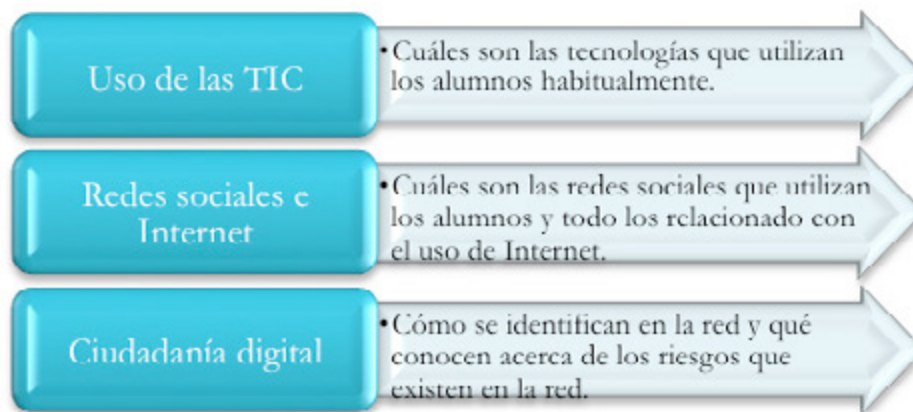 Uso de las TIC
•Cuáles son las tecnologías que utilizan
los alumnos habitualmente.
Redes sociales e
Internet
•Cuáles son las redes sociales que utilizan
los alumnos y todo los relacionado con
el uso de Internet.
Ciudadanía digital
•Cómo se identifican en la red y qué
conocen acerca de los riesgos que
existen en la red.